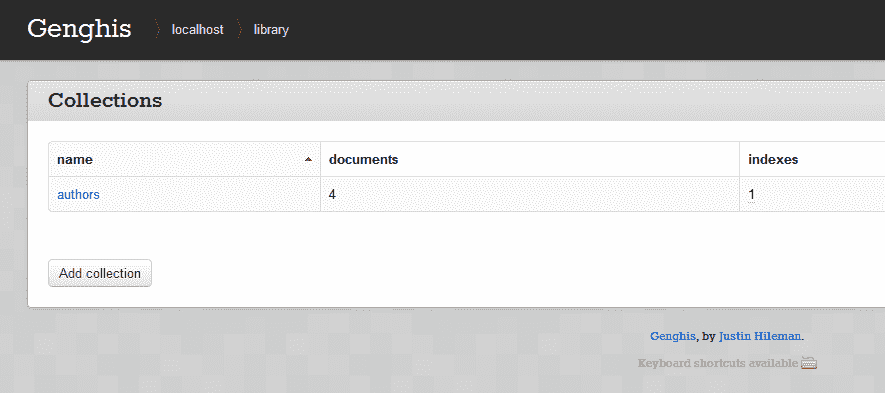 Genghis localhost library
Collections
name documents indexes
authors 4 1
Add collection
Genghis, by Justin Hileman.
Keyboard shortcuts available